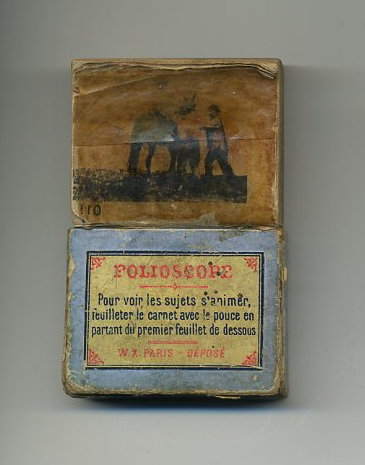 110
FOLIOSCOPE
Pour voir les sujets s'animer,
feuilleter le carnet avec le pouce en
partant du premier feuillet de dessous
W.X. PARIS - DÉPOSÉ